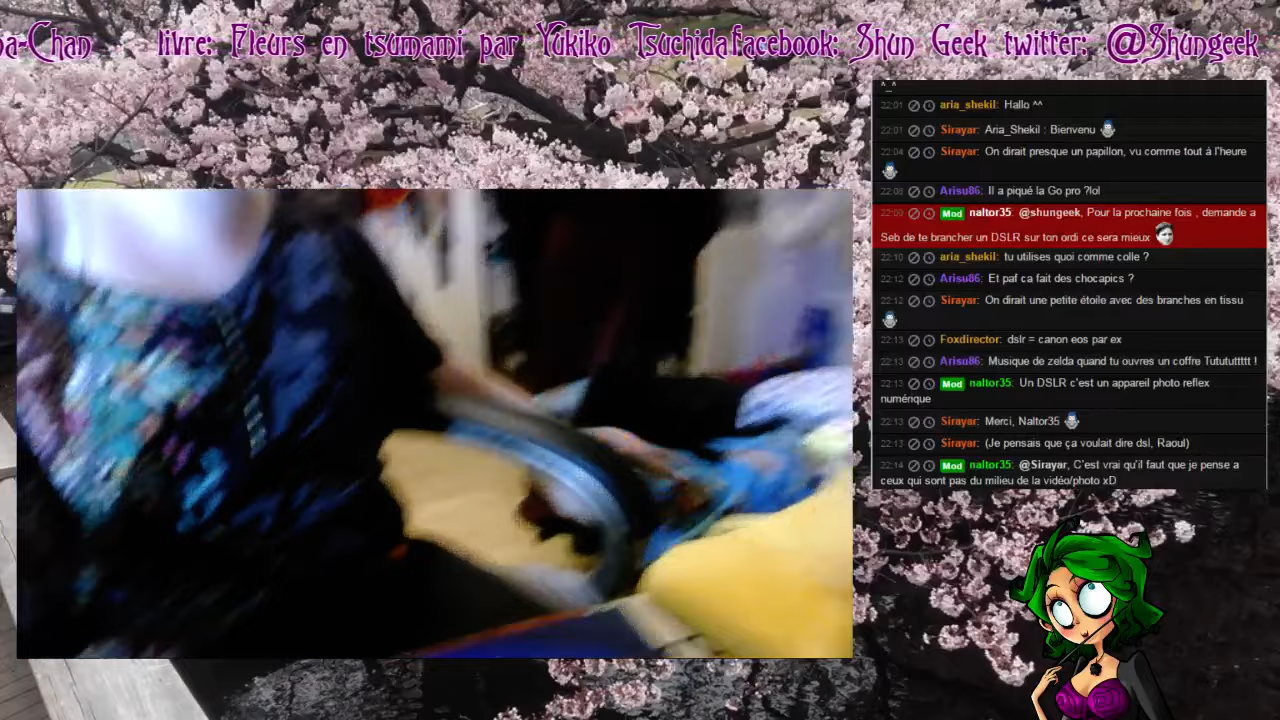 a-Chan livre: Fleurs en tsumami par Yukiko Tsuchida facebook: Shun Geek twitter: @Shungeek
^_^
22:01 aria_shekil: Hallo ^^
22:01 Sirayar: Aria_Shekil : Bienvenu
22:04 Sirayar: On dirait presque un papillon, vu comme tout à l'heure
22:08 Arisu86: Il a piqué la Go pro ?lol
22:09 Mod naltor35: @shungeek, Pour la prochaine fois , demande a
Seb de te brancher un DSLR sur ton ordi ce sera mieux
22:10 aria_shekil: tu utilises quoi comme colle ?
22:12 Arisu86: Et paf ca fait des chocapics ?
22:12 Sirayar: On dirait une petite étoile avec des branches en tissu
22:13 Foxdirector: dslr = canon eos par ex
22:13 Arisu86: Musique de zelda quand tu ouvres un coffre Tutututtttt !
22:13 Mod naltor35: Un DSLR c'est un appareil photo reflex
numérique
22:13 Sirayar: Merci, Naltor35
22:13 Sirayar: (Je pensais que ça voulait dire dsl, Raoul)
22:14 Mod naltor35: @Sirayar, C'est vrai qu'il faut que je pense a
ceux qui sont pas du milieu de la vidéo/photo xD